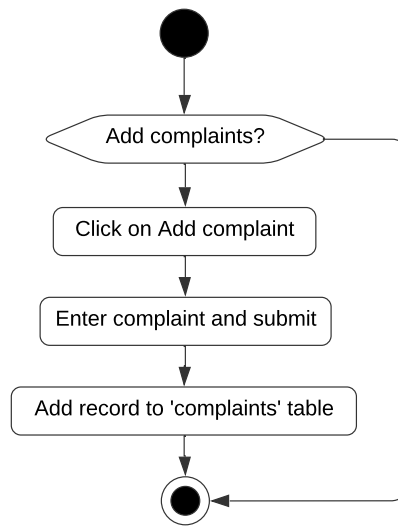 Add complaints?
Click on Add complaint
Enter complaint and submit
Add record to 'complaints' table